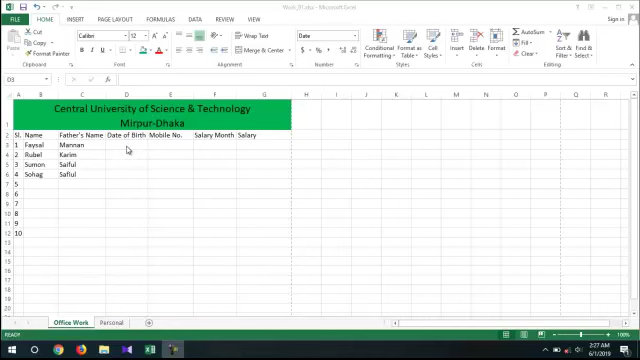 Work_01.xlsx - Microsoft Excel
FILE HOME INSERT PAGE LAYOUT FORMULAS DATA REVIEW VIEW Sign in
Cut
Copy
Format Painter
Paste
Clipboard
Calibri 12
Font
Wrap Text
Merge & Center
Alignment
General
Number
Conditional Formatting
Format as Table
Cell Styles
Styles
Insert Delete Format
Cells
AutoSum
Fill
Clear
Sort & Filter
Find & Select
Editing
D3
A B C D E F G H I J K L M N
Central University of Science & Technology
Mirpur-Dhaka
Sl. Name Father's Name Date of Birth Mobile No. Salary Month Salary
1 Faysal Mannan
2 Rubel Karim
3 Sumon Saiful
4 Sohag Safiul
5
6
7
8
9
10
Office Work Personal
READY 100%
2:27 AM
6/1/2019